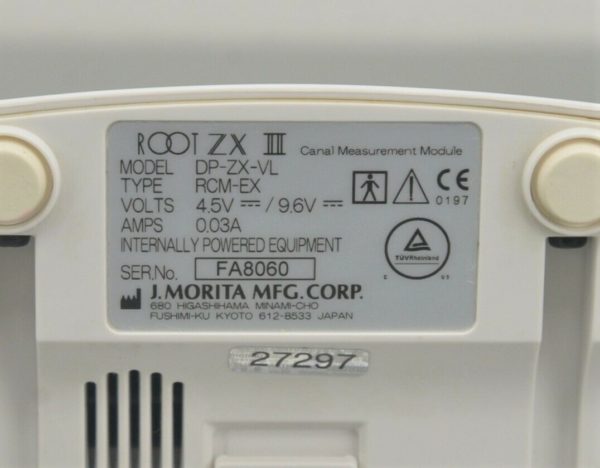 ROOT ZX III Canal Measurement Module
MODEL DP-ZX-VL
TYPE RCM-EX
VOLTS 4.5V ⎓ / 9.6V ⎓
AMPS 0.03A
INTERNALLY POWERED EQUIPMENT
SER.No. FA8060
CE
0197
TÜVRheinland
C US
J. MORITA MFG. CORP.
680 HIGASHIHAMA MINAMI-CHO
FUSHIMI-KU KYOTO 612-8533 JAPAN
27297